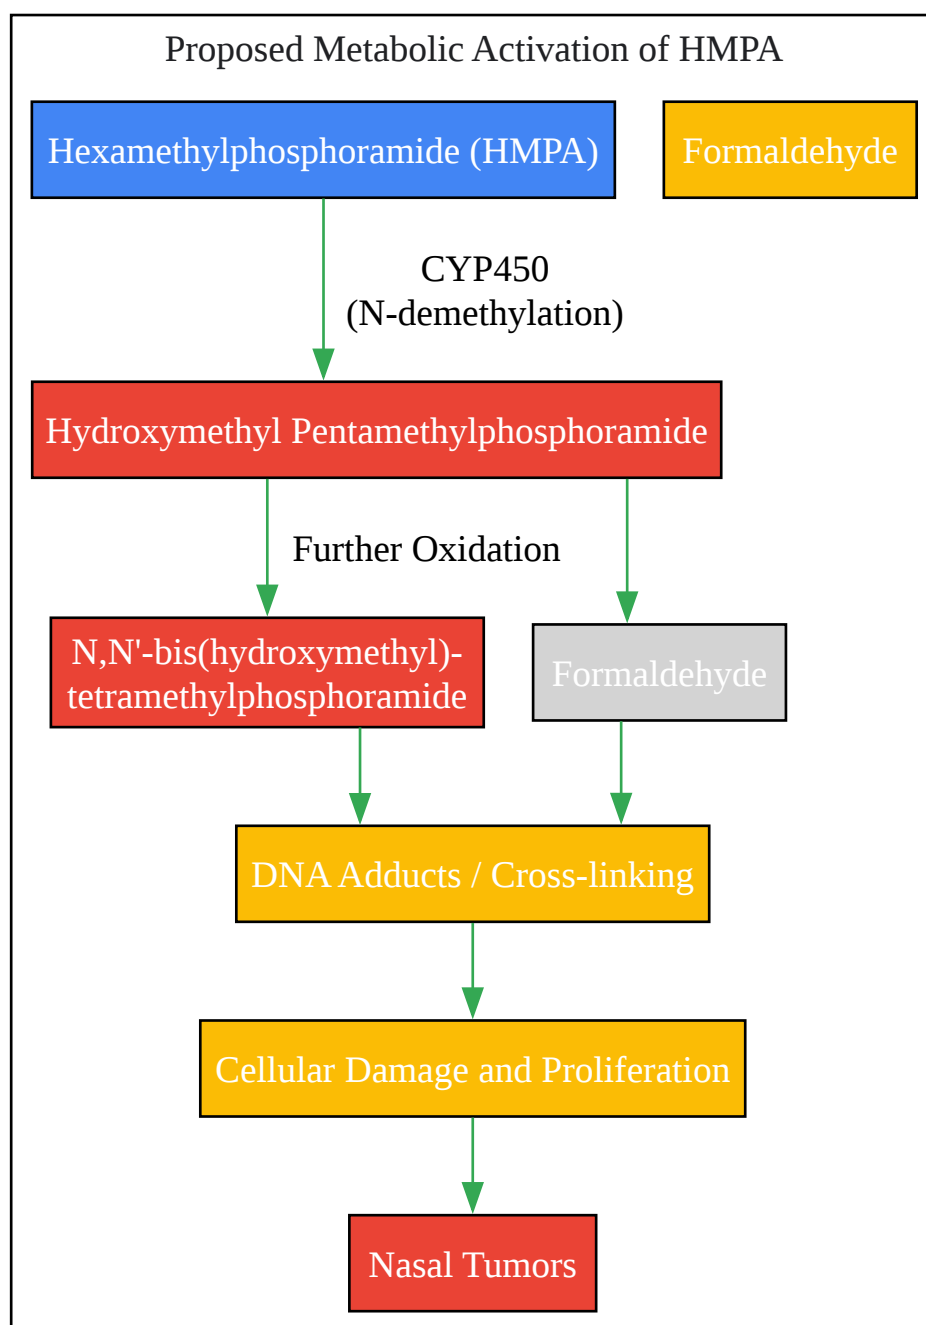 Proposed Metabolic Activation of HMPA
Hexamethylphosphoramide (HMPA)
Formaldehyde
CYP450
(N-demethylation)
Hydroxymethyl Pentamethylphosphoramide
Further Oxidation
N,N'-bis(hydroxymethyl)-
tetramethylphosphoramide
Formaldehyde
DNA Adducts / Cross-linking
Cellular Damage and Proliferation
Nasal Tumors